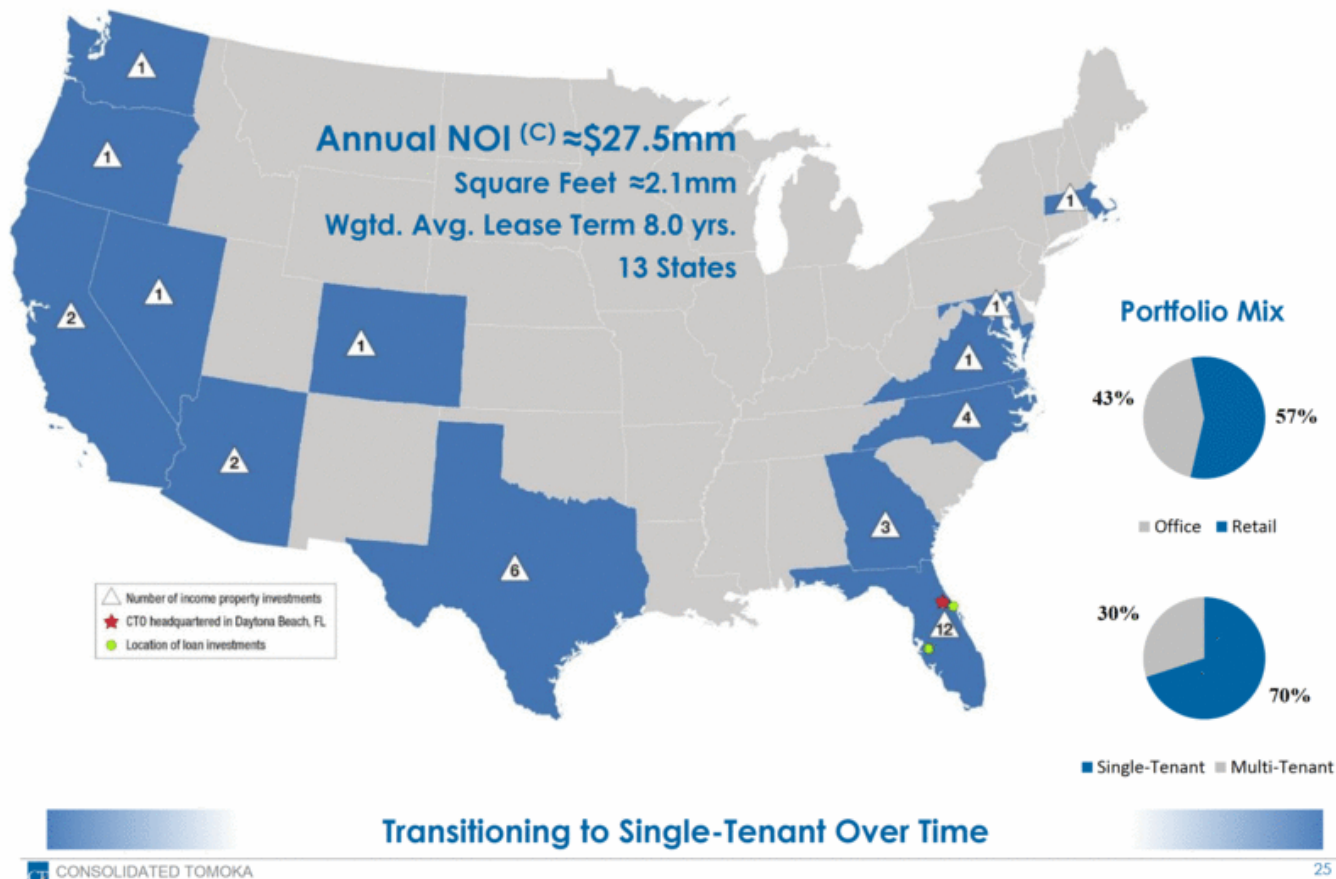 Annual NOI (C) ≈$27.5mm
Square Feet ≈2.1mm
Wgtd. Avg. Lease Term 8.0 yrs.
13 States
1
1
2
1
1
2
6
1
1
1
4
3
12
Number of income property investments
CTO headquartered in Daytona Beach, FL
Location of loan investments
Portfolio Mix
43%
57%
Office Retail
30%
70%
Single-Tenant Multi-Tenant
Transitioning to Single-Tenant Over Time
CT CONSOLIDATED TOMOKA
25